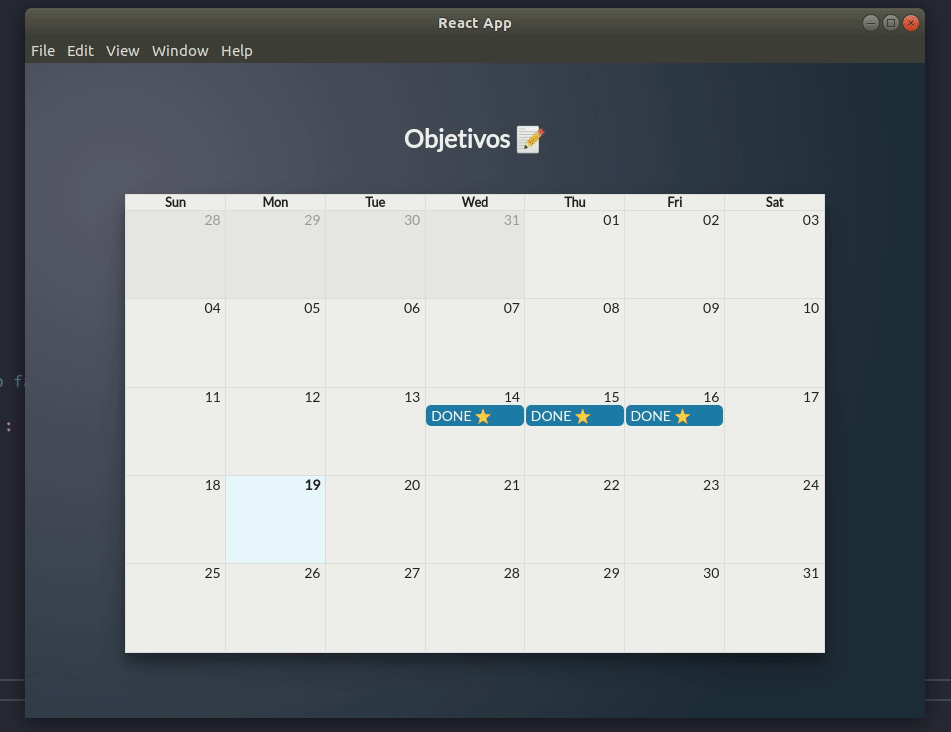 React App
File Edit View Window Help
Objetivos 📝
Sun Mon Tue Wed Thu Fri Sat
28 29 30 31 01 02 03
04 05 06 07 08 09 10
11 12 13 14 15 16 17
DONE ⭐ DONE ⭐ DONE ⭐
18 19 20 21 22 23 24
25 26 27 28 29 30 31